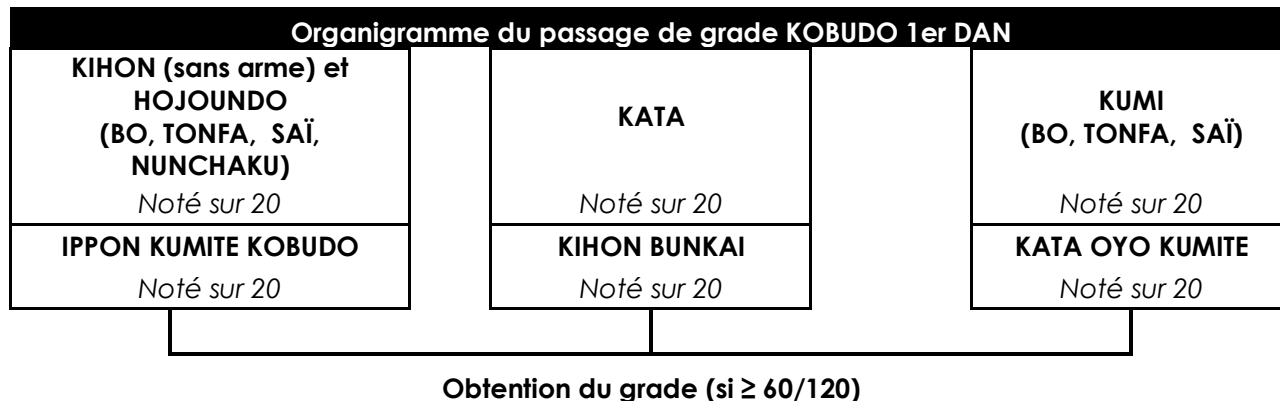 Organigramme du passage de grade KOBUDO 1er DAN
KIHON (sans arme) et
HOJOUNDO
(BO, TONFA, SAÏ,
NUNCHAKU)
Noté sur 20
KATA
Noté sur 20
KUMI
(BO, TONFA, SAÏ)
Noté sur 20
IPPON KUMITE KOBUDO
Noté sur 20
KIHON BUNKAI
Noté sur 20
KATA OYO KUMITE
Noté sur 20
Obtention du grade (si ≥ 60/120)